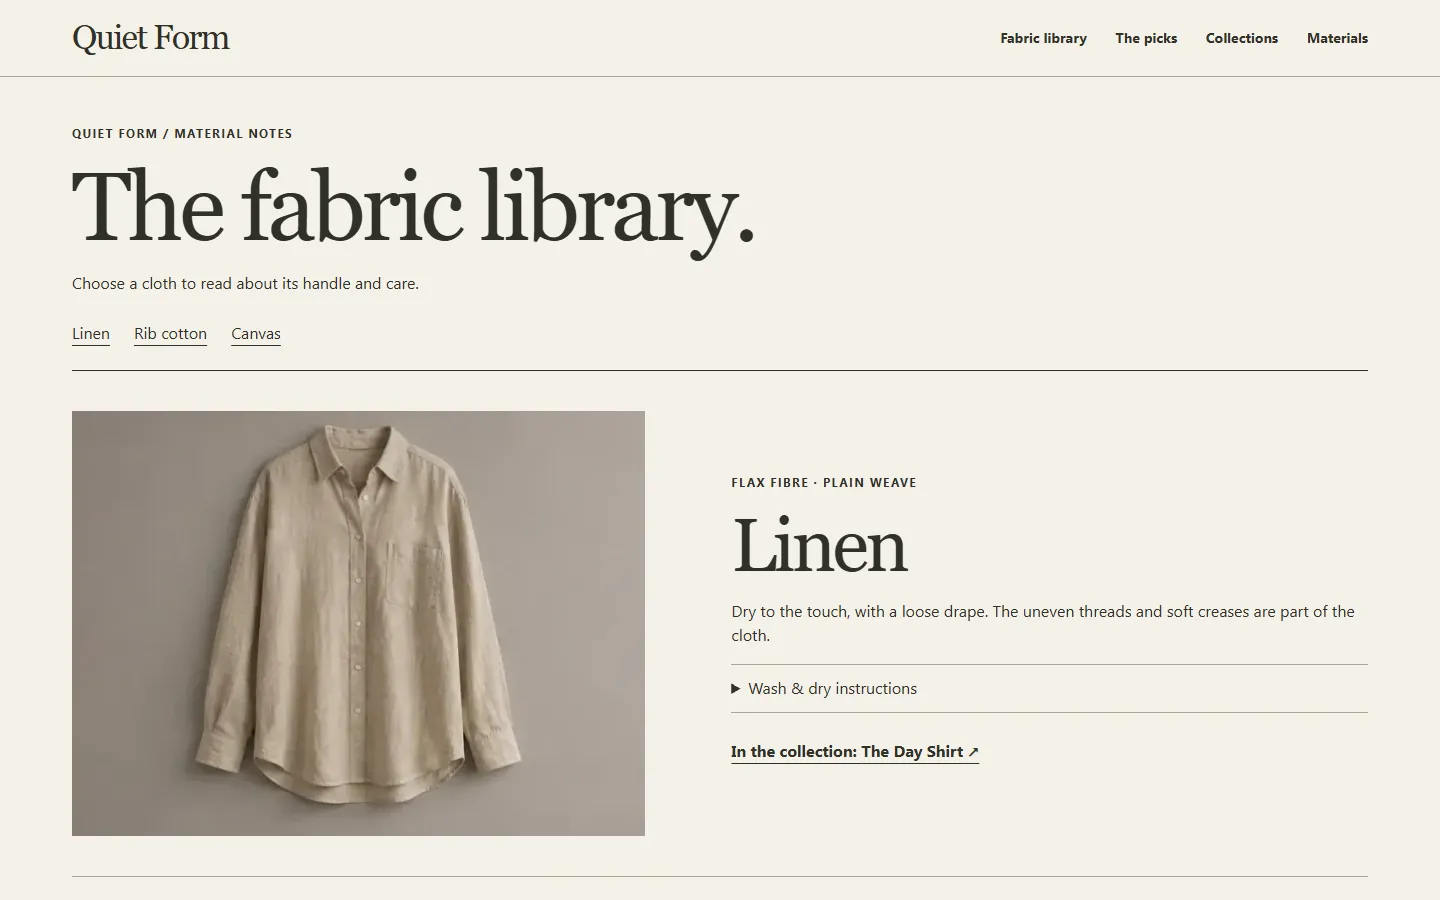 Quiet Form
Fabric library
The picks
Collections
Materials
QUIET FORM / MATERIAL NOTES
The fabric library.
Choose a cloth to read about its handle and care.
Linen
Rib cotton
Canvas
FLAX FIBRE · PLAIN WEAVE
Linen
Dry to the touch, with a loose drape. The uneven threads and soft creases are part of the
cloth.
▶ Wash & dry instructions
In the collection: The Day Shirt ↗